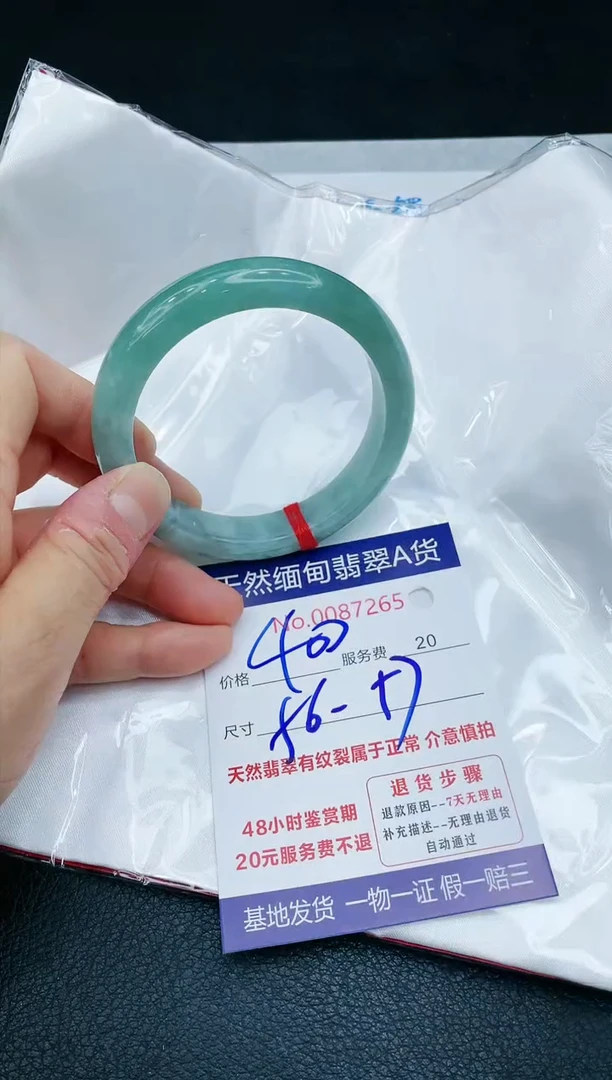 天然缅甸翡翠A货
No.0087265
价格 400 服务费 20
尺寸 56-57
天然翡翠有纹裂属于正常 介意慎拍
48小时鉴赏期
20元服务费不退
退货步骤
退款原因--7天无理由
补充描述--无理由退货
自动通过
基地发货 一物一证 假一赔三